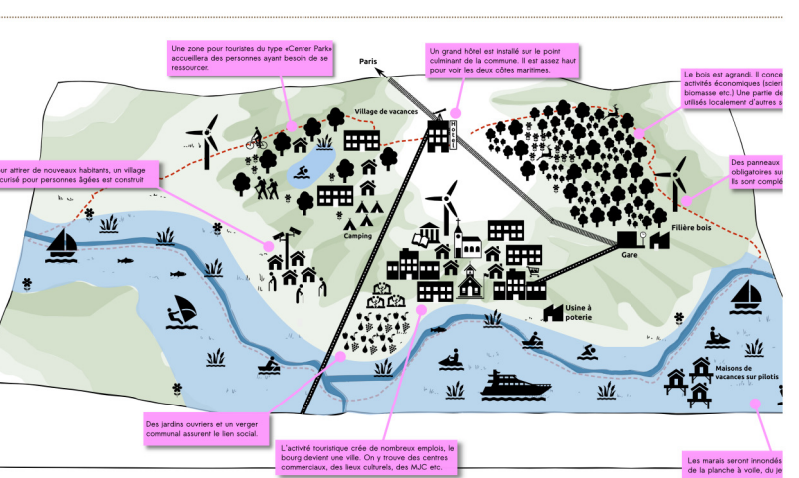 Une zone pour touristes du type «Cenrer Park»
accueillera des personnes ayant besoin de se
ressourcer.
Un grand hôtel est installé sur le point
culminant de la commune. Il est assez haut
pour voir les deux côtes maritimes.
Paris
Le bois est agrandi. Il conce
activités économiques (scieri
biomasse etc.) Une partie de
utilisés localement d'autres s
Village de vacances
Hotel
ur attirer de nouveaux habitants, un village
curisé pour personnes âgées est construit
Des panneaux
obligatoires su
Ils sont complé
Camping
Filière bois
Gare
Usine à
poterie
Maisons de
vacances sur pilotis
Des jardins ouvriers et un verger
communal assurent le lien social.
L'activité touristique crée de nombreux emplois, le
bourg devient une ville. On y trouve des centres
commerciaux, des lieux culturels, des MJC etc.
Les marais seront innondés
de la planche à voile, du je